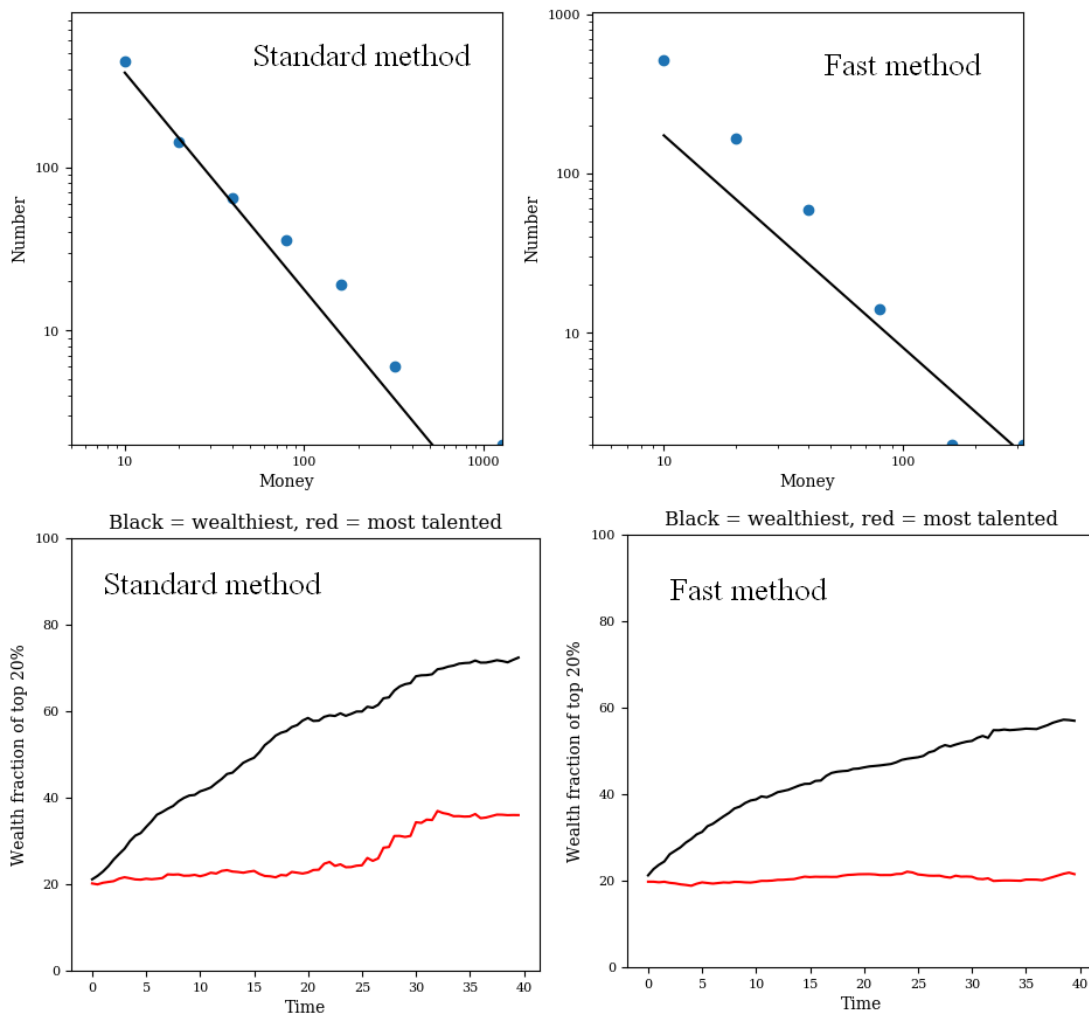 Standard method
100
10
Number
10
100
1000
Money
1000
Fast method
100
10
Number
10
100
Money
Black = wealthiest, red = most talented
100
Standard method
80
60
40
20
0
Wealth fraction of top 20%
0 5 10 15 20 25 30 35 40
Time
Black = wealthiest, red = most talented
100
Fast method
80
60
40
20
0
Wealth fraction of top 20%
0 5 10 15 20 25 30 35 40
Time